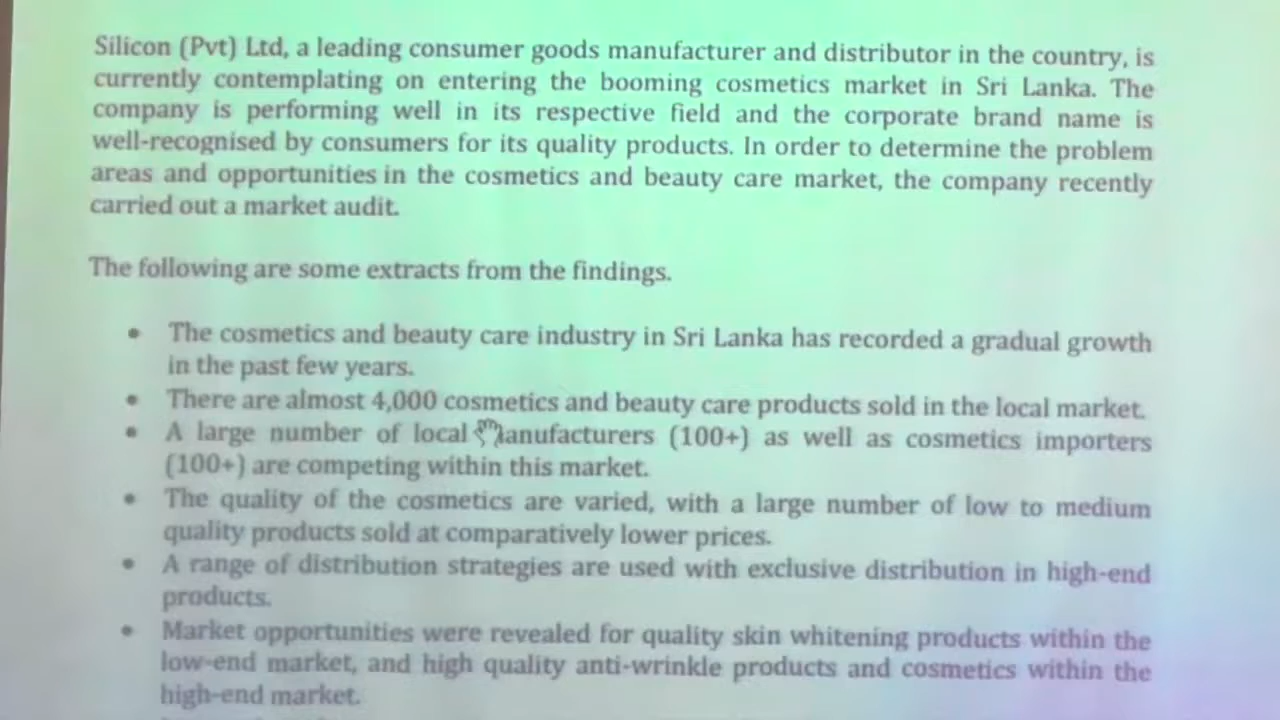 Silicon (Pvt) Ltd, a leading consumer goods manufacturer and distributor in the country, is
currently contemplating on entering the booming cosmetics market in Sri Lanka. The
company is performing well in its respective field and the corporate brand name is
well-recognised by consumers for its quality products. In order to determine the problem
areas and opportunities in the cosmetics and beauty care market, the company recently
carried out a market audit.
The following are some extracts from the findings.
• The cosmetics and beauty care industry in Sri Lanka has recorded a gradual growth
in the past few years.
• There are almost 4,000 cosmetics and beauty care products sold in the local market.
• A large number of local manufacturers (100+) as well as cosmetics importers
(100+) are competing within this market.
• The quality of the cosmetics are varied, with a large number of low to medium
quality products sold at comparatively lower prices.
• A range of distribution strategies are used with exclusive distribution in high-end
products.
• Market opportunities were revealed for quality skin whitening products within the
low-end market, and high quality anti-wrinkle products and cosmetics within the
high-end market.